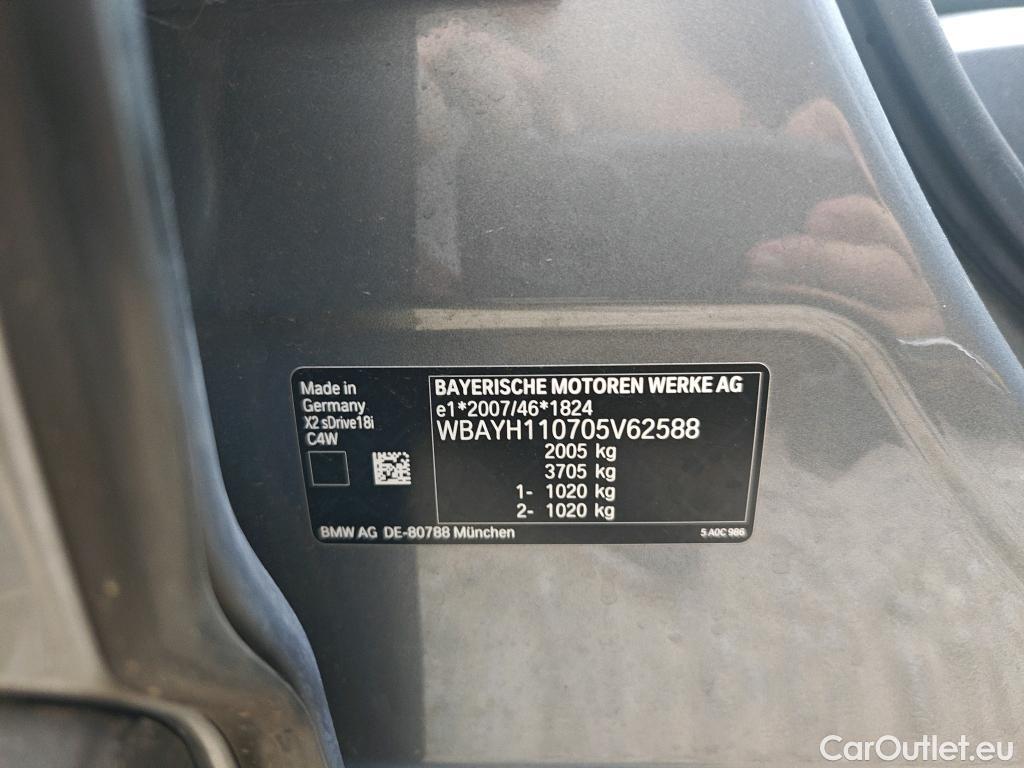 Made in
Germany
X2 sDrive18i
C4W
BAYERISCHE MOTOREN WERKE AG
e1*2007/46*1824
WBAYH110705V62588
2005 kg
3705 kg
1- 1020 kg
2- 1020 kg
BMW AG DE-80788 München
5 A0C 986
CarOutlet.eu